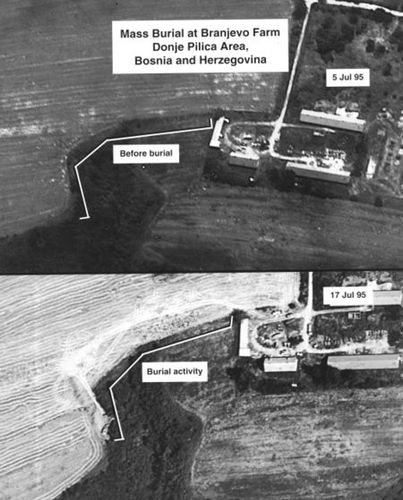 Mass Burial at Branjevo Farm
Donje Pilica Area,
Bosnia and Herzegovina
5 Jul 95
Before burial
17 Jul 95
Burial activity